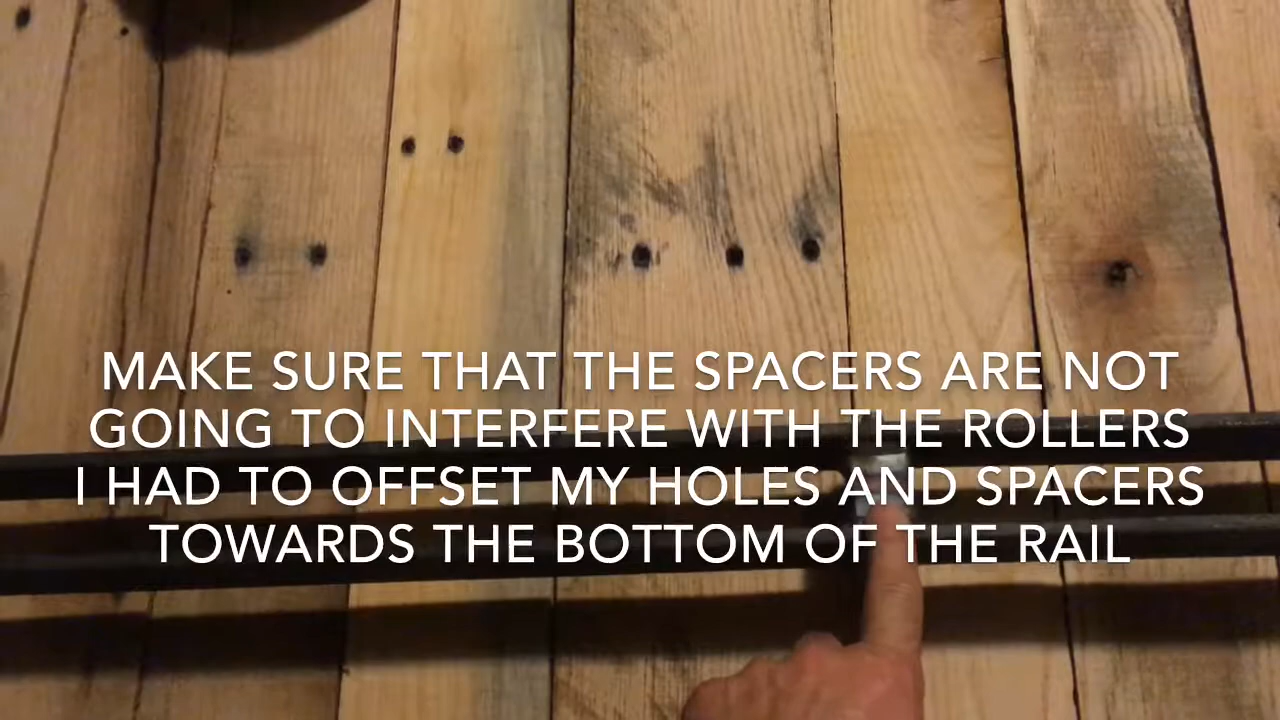 MAKE SURE THAT THE SPACERS ARE NOT
GOING TO INTERFERE WITH THE ROLLERS
I HAD TO OFFSET MY HOLES AND SPACERS
TOWARDS THE BOTTOM OF THE RAIL